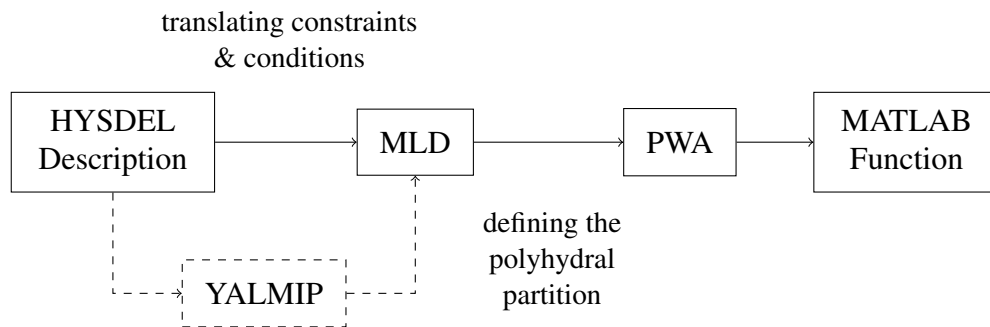 translating constraints
& conditions
HYSDEL
Description
MLD
PWA
MATLAB
Function
defining the
polyhydral
partition
YALMIP